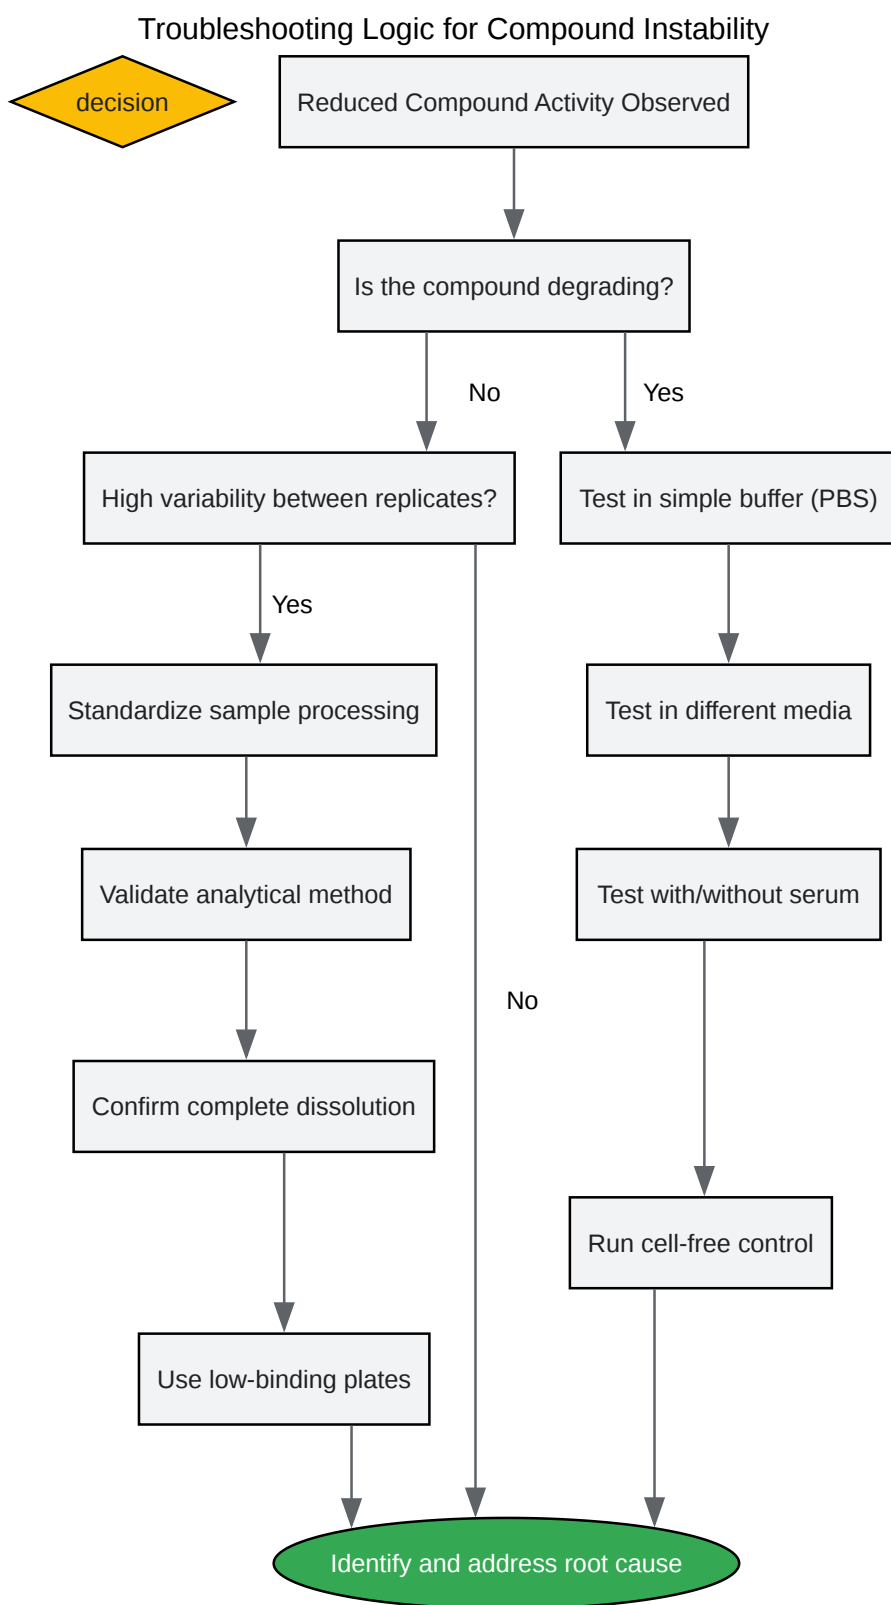 Troubleshooting Logic for Compound Instability
decision
Reduced Compound Activity Observed
Is the compound degrading?
No
Yes
High variability between replicates?
Test in simple buffer (PBS)
Yes
Standardize sample processing
Test in different media
Validate analytical method
Test with/without serum
No
Confirm complete dissolution
Run cell-free control
Use low-binding plates
Identify and address root cause